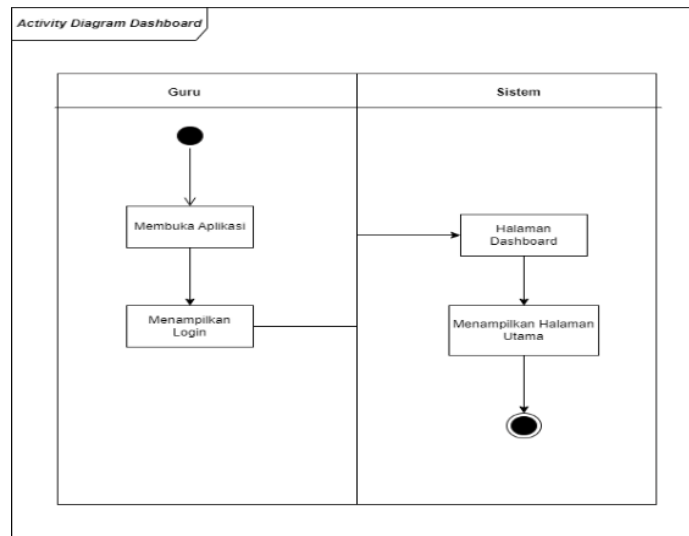 Activity Diagram Dashboard
Guru
Sistem
Membuka Aplikasi
Menampilkan
Login
Halaman
Dashboard
Menampilkan Halaman
Utama